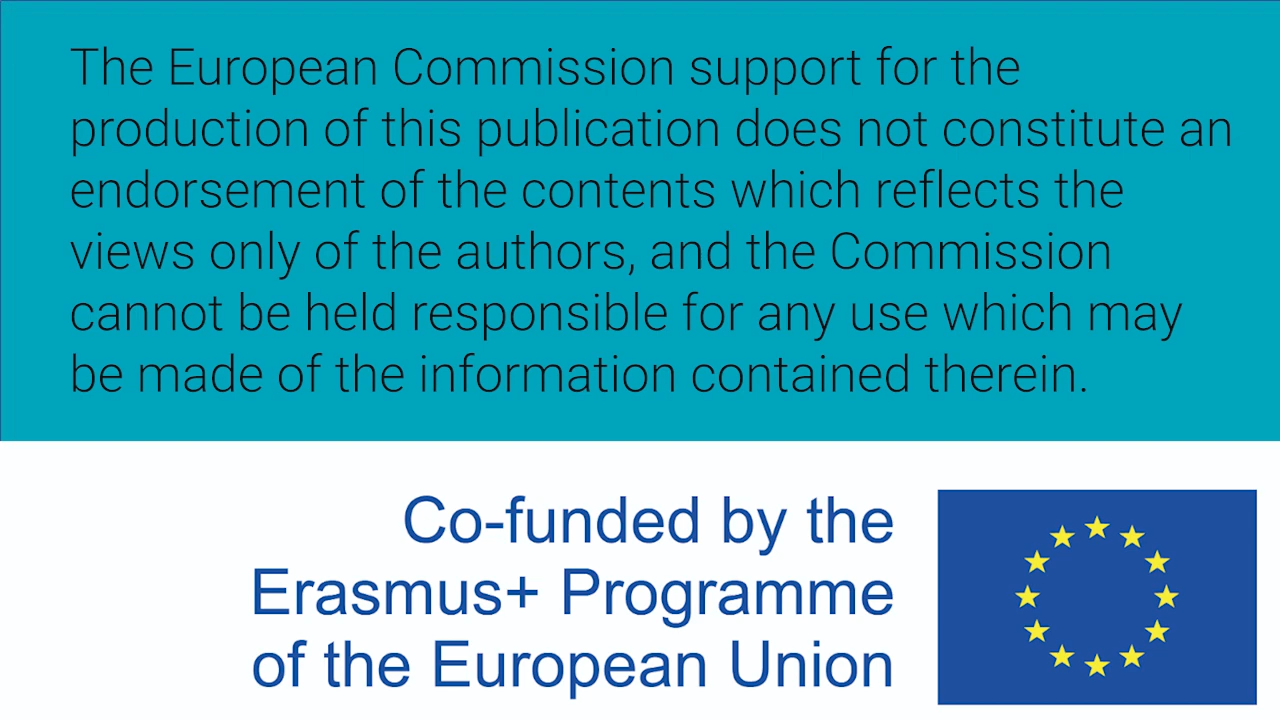 The European Commission support for the
production of this publication does not constitute an
endorsement of the contents which reflects the
views only of the authors, and the Commission
cannot be held responsible for any use which may
be made of the information contained therein.
Co-funded by the
Erasmus+ Programme
of the European Union